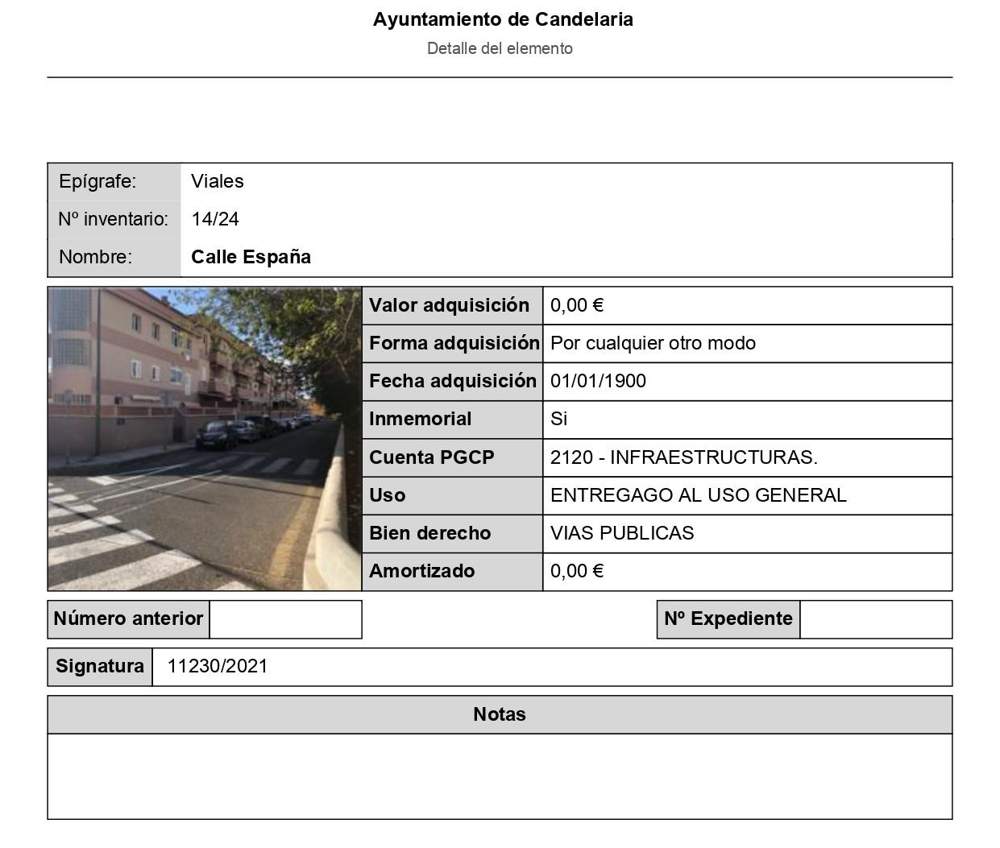 Ayuntamiento de Candelaria
Detalle del elemento
Epígrafe: Viales
Nº inventario: 14/24
Nombre: Calle España
Valor adquisición 0,00 €
Forma adquisición Por cualquier otro modo
Fecha adquisición 01/01/1900
Inmemorial Si
Cuenta PGCP 2120 - INFRAESTRUCTURAS.
Uso ENTREGAGO AL USO GENERAL
Bien derecho VIAS PUBLICAS
Amortizado 0,00 €
Número anterior Nº Expediente
Signatura 11230/2021
Notas